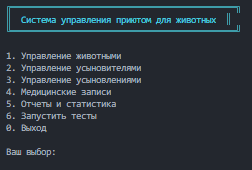 Система управления приютом для животных
1. Управление животными
2. Управление усыновителями
3. Управление усыновлениями
4. Медицинские записи
5. Отчеты и статистика
6. Запустить тесты
0. Выход
Ваш выбор: